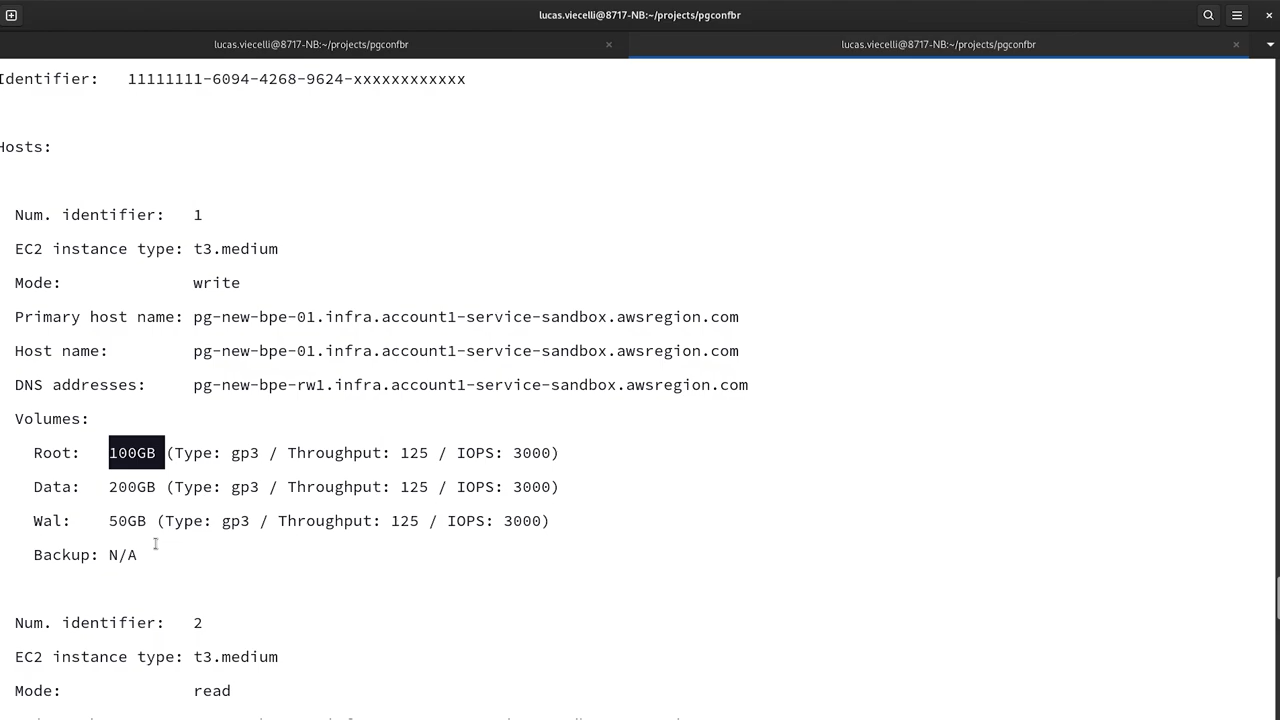 lucas.viecelli@8717-NB:~/projects/pgconfbr
lucas.viecelli@8717-NB:~/projects/pgconfbr × lucas.viecelli@8717-NB:~/projects/pgconfbr ×
Identifier: 11111111-6094-4268-9624-xxxxxxxxxxxx
Hosts:
Num. identifier: 1
EC2 instance type: t3.medium
Mode: write
Primary host name: pg-new-bpe-01.infra.account1-service-sandbox.awsregion.com
Host name: pg-new-bpe-01.infra.account1-service-sandbox.awsregion.com
DNS addresses: pg-new-bpe-rw1.infra.account1-service-sandbox.awsregion.com
Volumes:
Root: 100GB (Type: gp3 / Throughput: 125 / IOPS: 3000)
Data: 200GB (Type: gp3 / Throughput: 125 / IOPS: 3000)
Wal: 50GB (Type: gp3 / Throughput: 125 / IOPS: 3000)
Backup: N/A
Num. identifier: 2
EC2 instance type: t3.medium
Mode: read